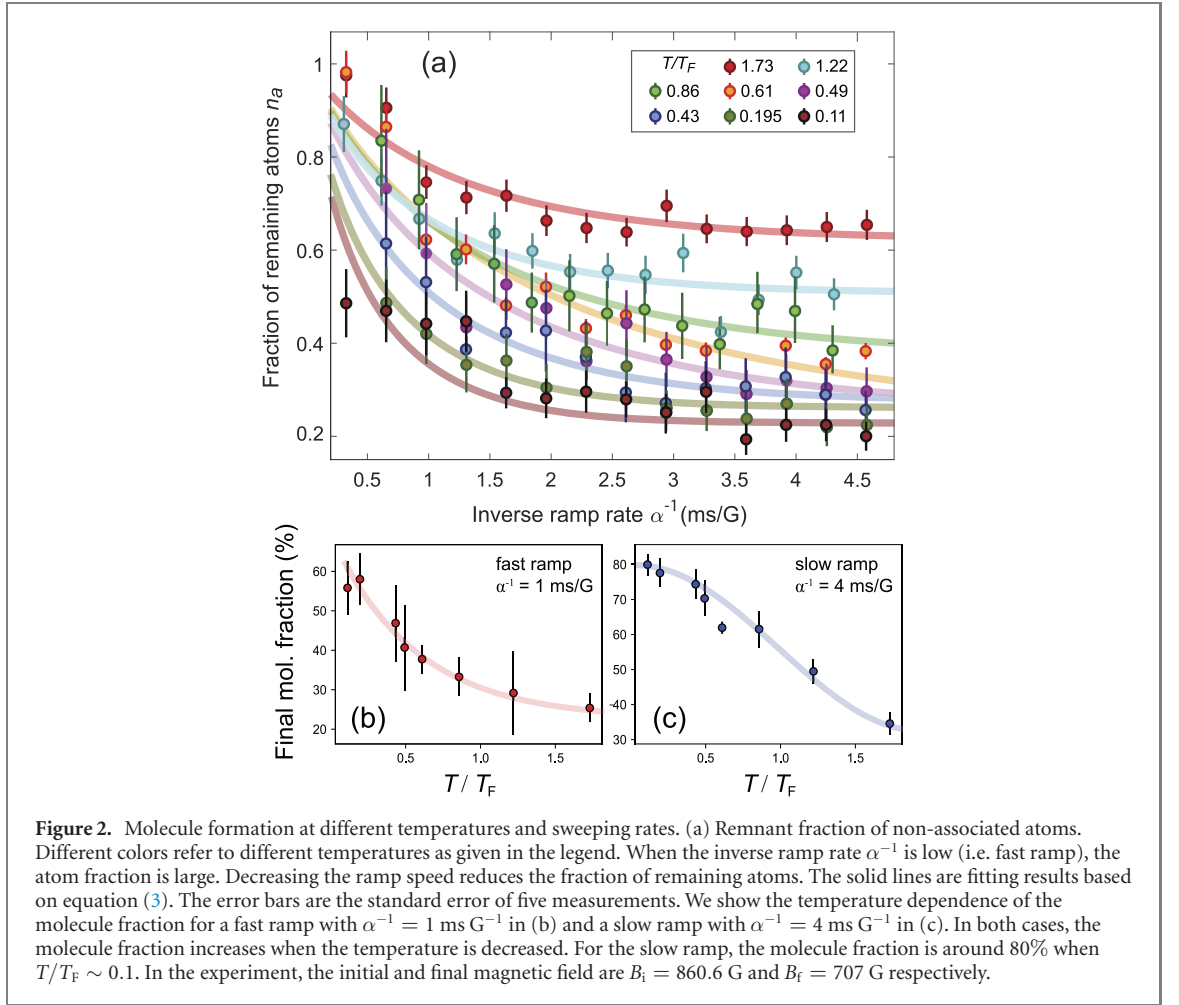 (a)
T/T_F 1.73 1.22
0.86 0.61 0.49
0.43 0.195 0.11
Fraction of remaining atoms n_a
1
0.8
0.6
0.4
0.2
0.5 1 1.5 2 2.5 3 3.5 4 4.5
Inverse ramp rate α⁻¹ (ms/G)
Final mol. fraction (%)
60
50
40
30
20
fast ramp
α⁻¹ = 1 ms/G
(b)
0.5 1.0 1.5
T / T_F
80
70
60
50
-40
30
slow ramp
α⁻¹ = 4 ms/G
(c)
0.5 1.0 1.5
T / T_F
Figure 2. Molecule formation at different temperatures and sweeping rates. (a) Remnant fraction of non-associated atoms.
Different colors refer to different temperatures as given in the legend. When the inverse ramp rate α⁻¹ is low (i.e. fast ramp), the
atom fraction is large. Decreasing the ramp speed reduces the fraction of remaining atoms. The solid lines are fitting results based
on equation (3). The error bars are the standard error of five measurements. We show the temperature dependence of the
molecule fraction for a fast ramp with α⁻¹ = 1 ms G⁻¹ in (b) and a slow ramp with α⁻¹ = 4 ms G⁻¹ in (c). In both cases, the
molecule fraction increases when the temperature is decreased. For the slow ramp, the molecule fraction is around 80% when
T/T_F ∼ 0.1. In the experiment, the initial and final magnetic field are B_i = 860.6 G and B_f = 707 G respectively.